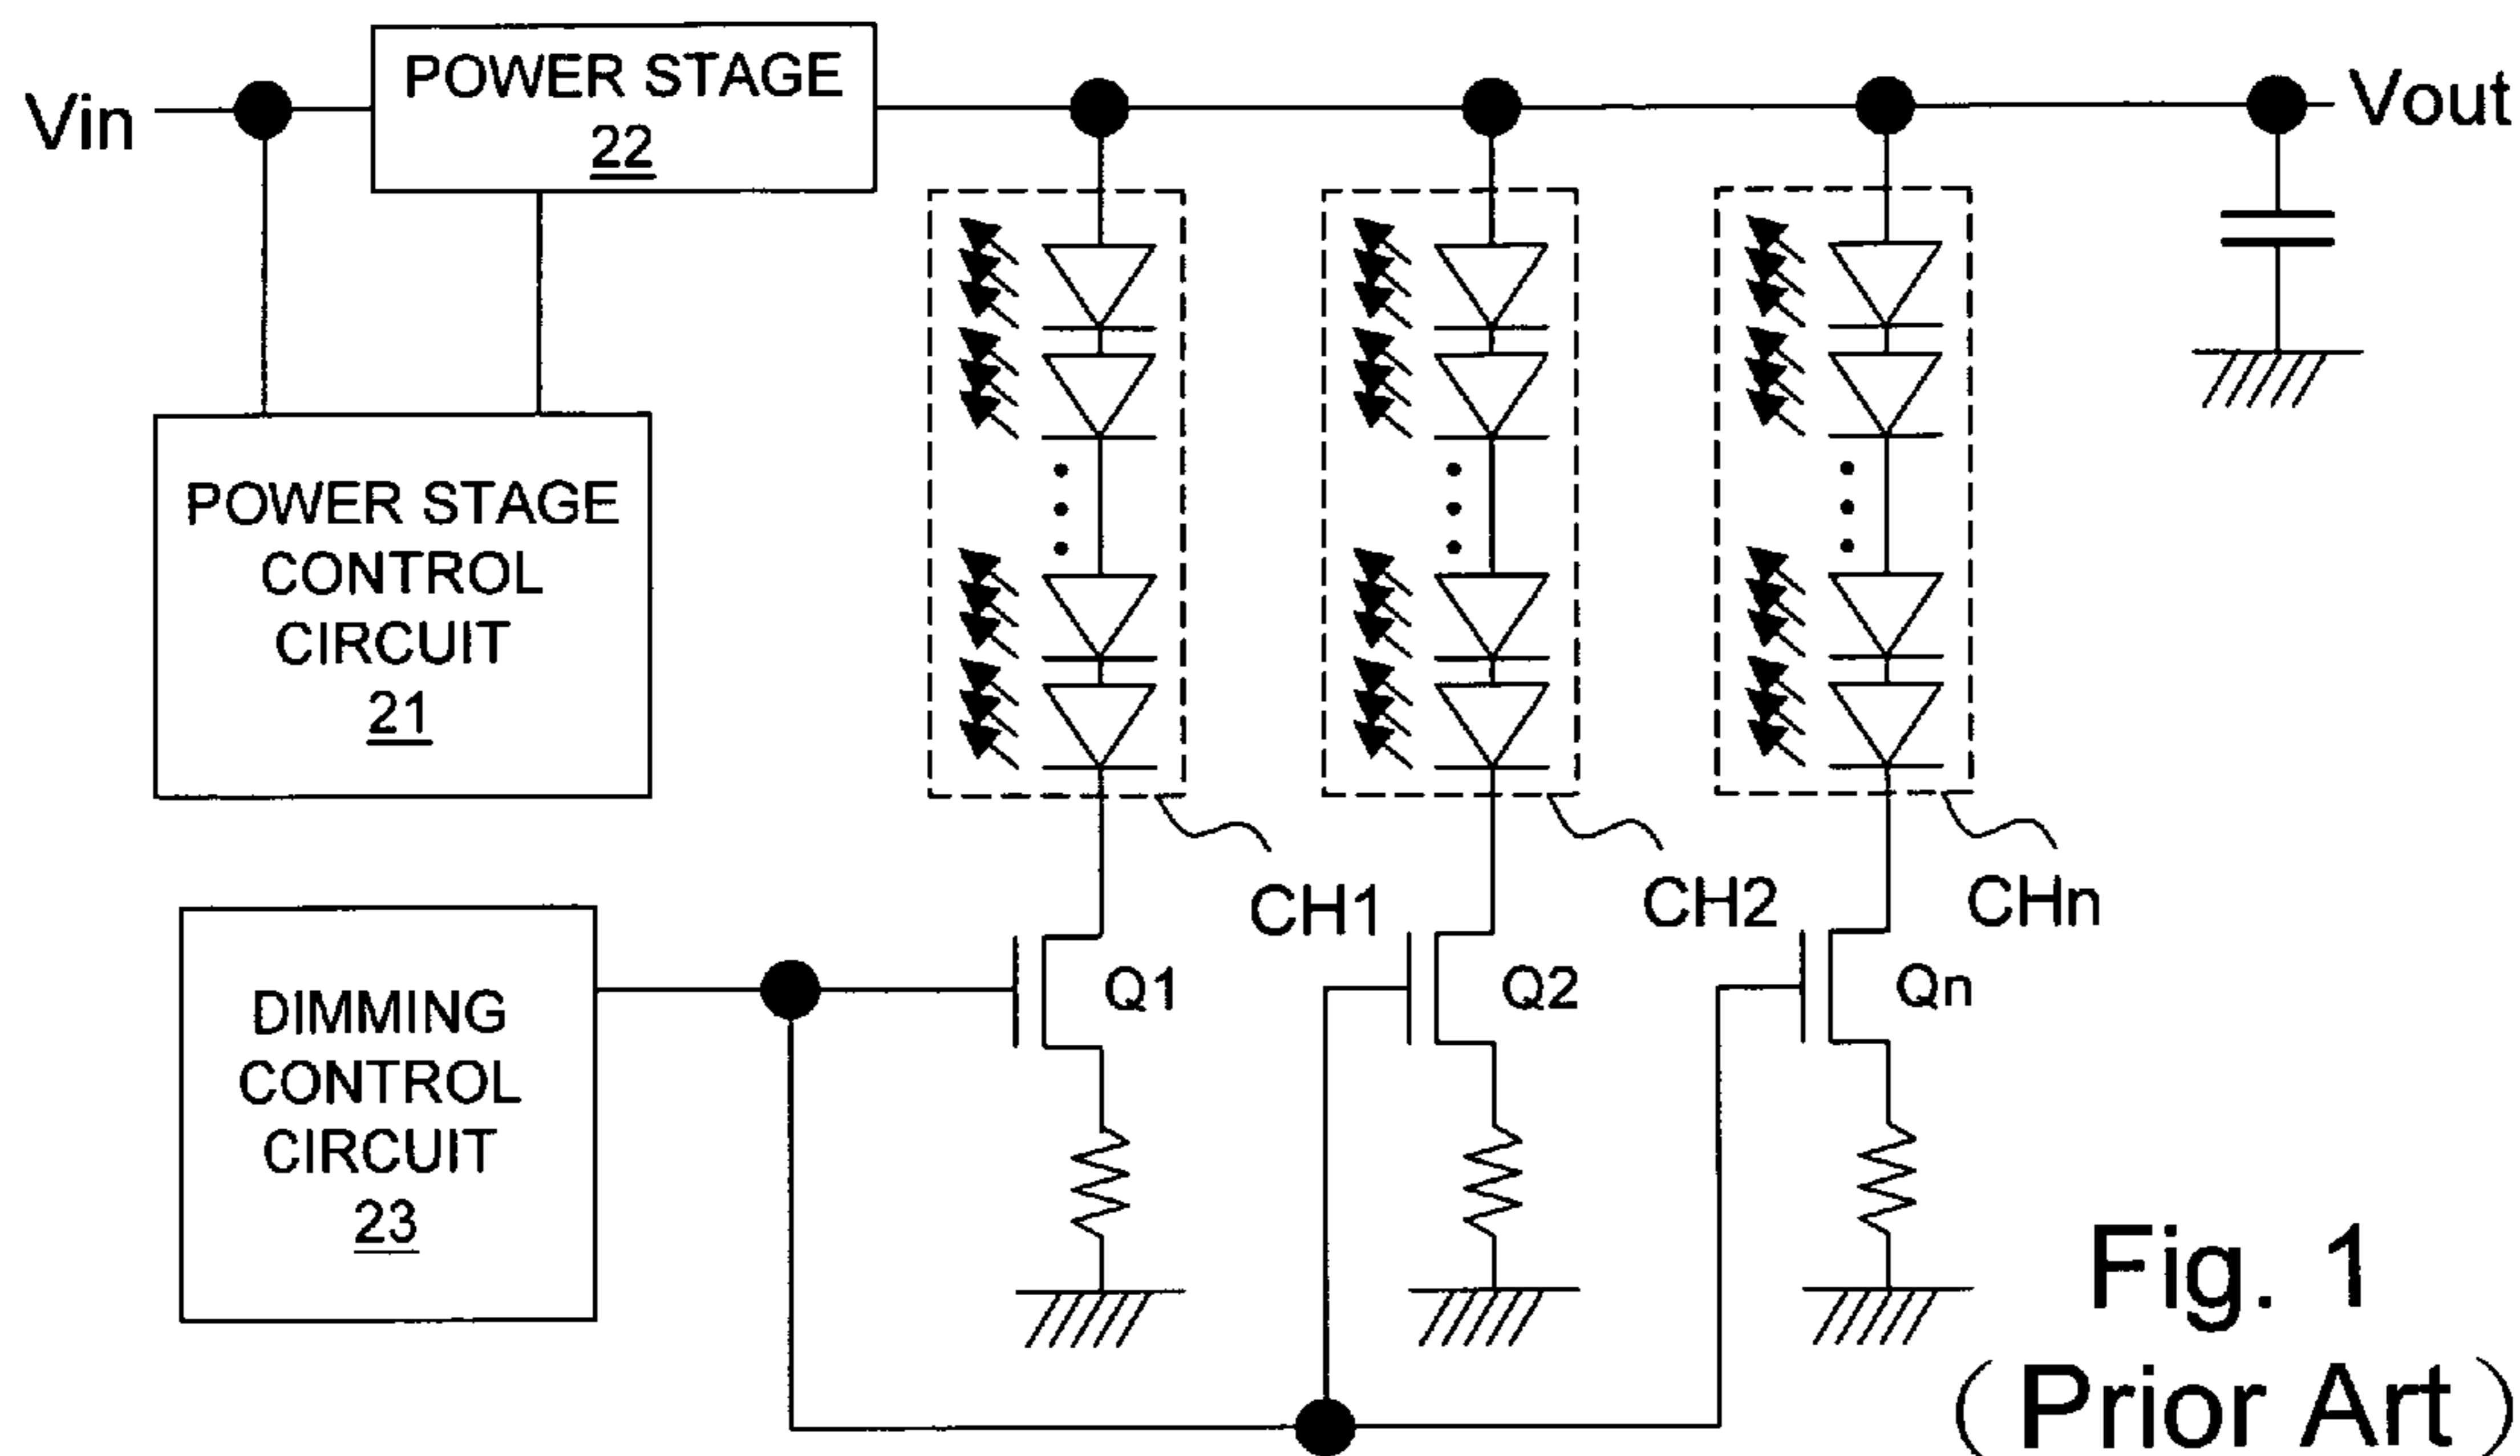 POWER STAGE
22
Vin
Vout
POWER STAGE
CONTROL
CIRCUIT
21
CH1
CH2
CHn
DIMMING
CONTROL
CIRCUIT
23
Q1
Q2
Qn
Fig. 1
(Prior Art)